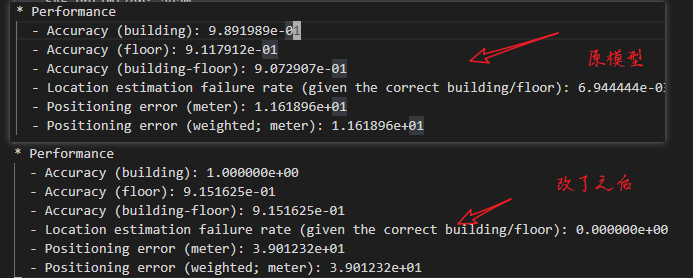 * Performance
- Accuracy (building): 9.891989e-01
- Accuracy (floor): 9.117912e-01
- Accuracy (building-floor): 9.072907e-01
- Location estimation failure rate (given the correct building/floor): 6.944444e-03
- Positioning error (meter): 1.161896e+01
- Positioning error (weighted; meter): 1.161896e+01
原模型
* Performance
- Accuracy (building): 1.000000e+00
- Accuracy (floor): 9.151625e-01
- Accuracy (building-floor): 9.151625e-01
- Location estimation failure rate (given the correct building/floor): 0.000000e+00
- Positioning error (meter): 3.901232e+01
- Positioning error (weighted; meter): 3.901232e+01
改了之后